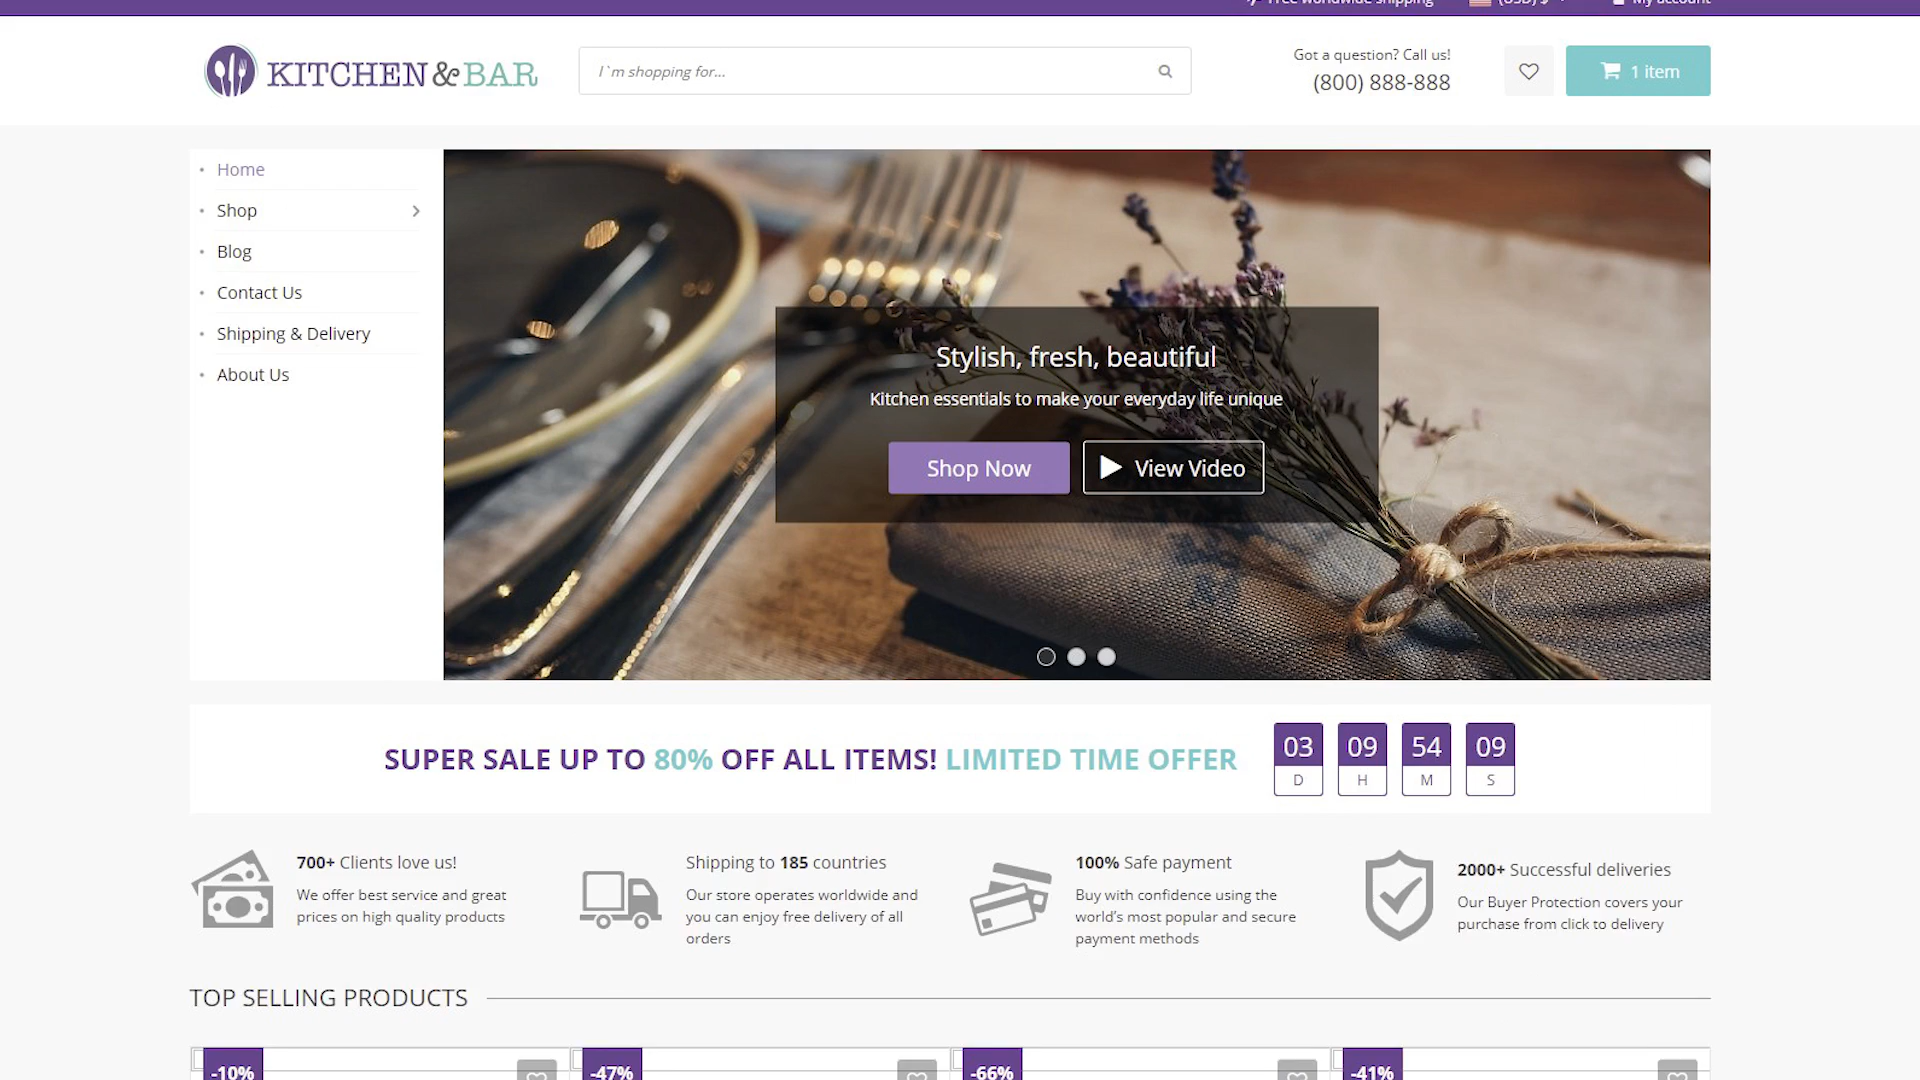 Free worldwide shipping (USD) $ My account
KITCHEN & BAR
I`m shopping for...
Got a question? Call us!
(800) 888-888
1 item
Home
Shop
Blog
Contact Us
Shipping & Delivery
About Us
Stylish, fresh, beautiful
Kitchen essentials to make your everyday life unique
Shop Now
View Video
SUPER SALE UP TO 80% OFF ALL ITEMS! LIMITED TIME OFFER
03 09 54 09
D H M S
700+ Clients love us!
We offer best service and great
prices on high quality products
Shipping to 185 countries
Our store operates worldwide and
you can enjoy free delivery of all
orders
100% Safe payment
Buy with confidence using the
world’s most popular and secure
payment methods
2000+ Successful deliveries
Our Buyer Protection covers your
purchase from click to delivery
TOP SELLING PRODUCTS
-10% -47% -66% -41%